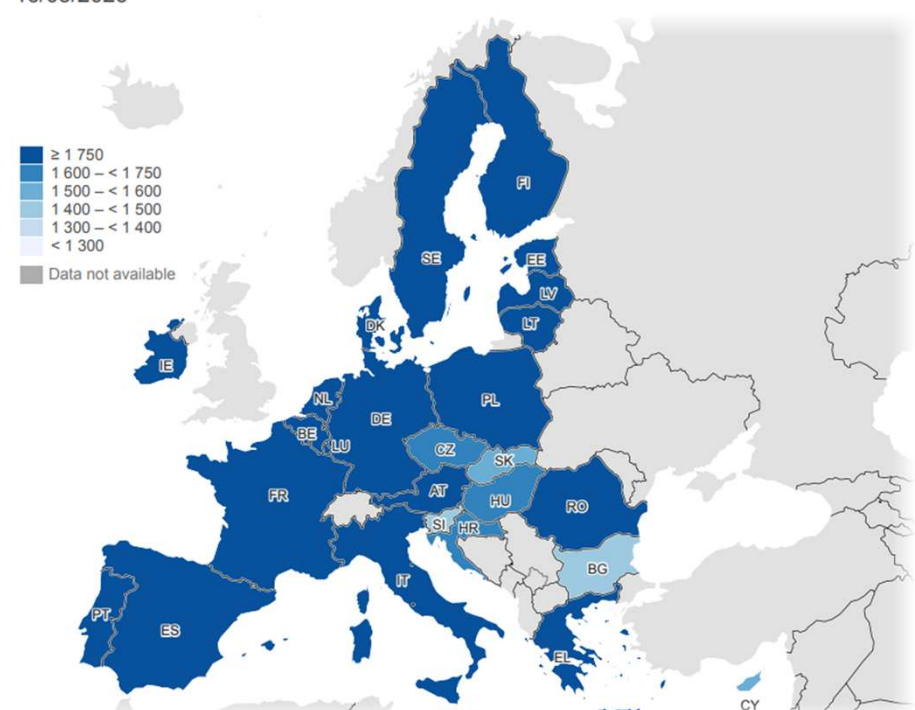 ≥ 1 750
1 600 – < 1 750
1 500 – < 1 600
1 400 – < 1 500
1 300 – < 1 400
< 1 300
Data not available
FI
SE
EE
LV
DK
LT
IE
NL
PL
DE
BE
LU
CZ
SK
AT
FR
HU
RO
SI
HR
BG
IT
PT
ES
EL
CY